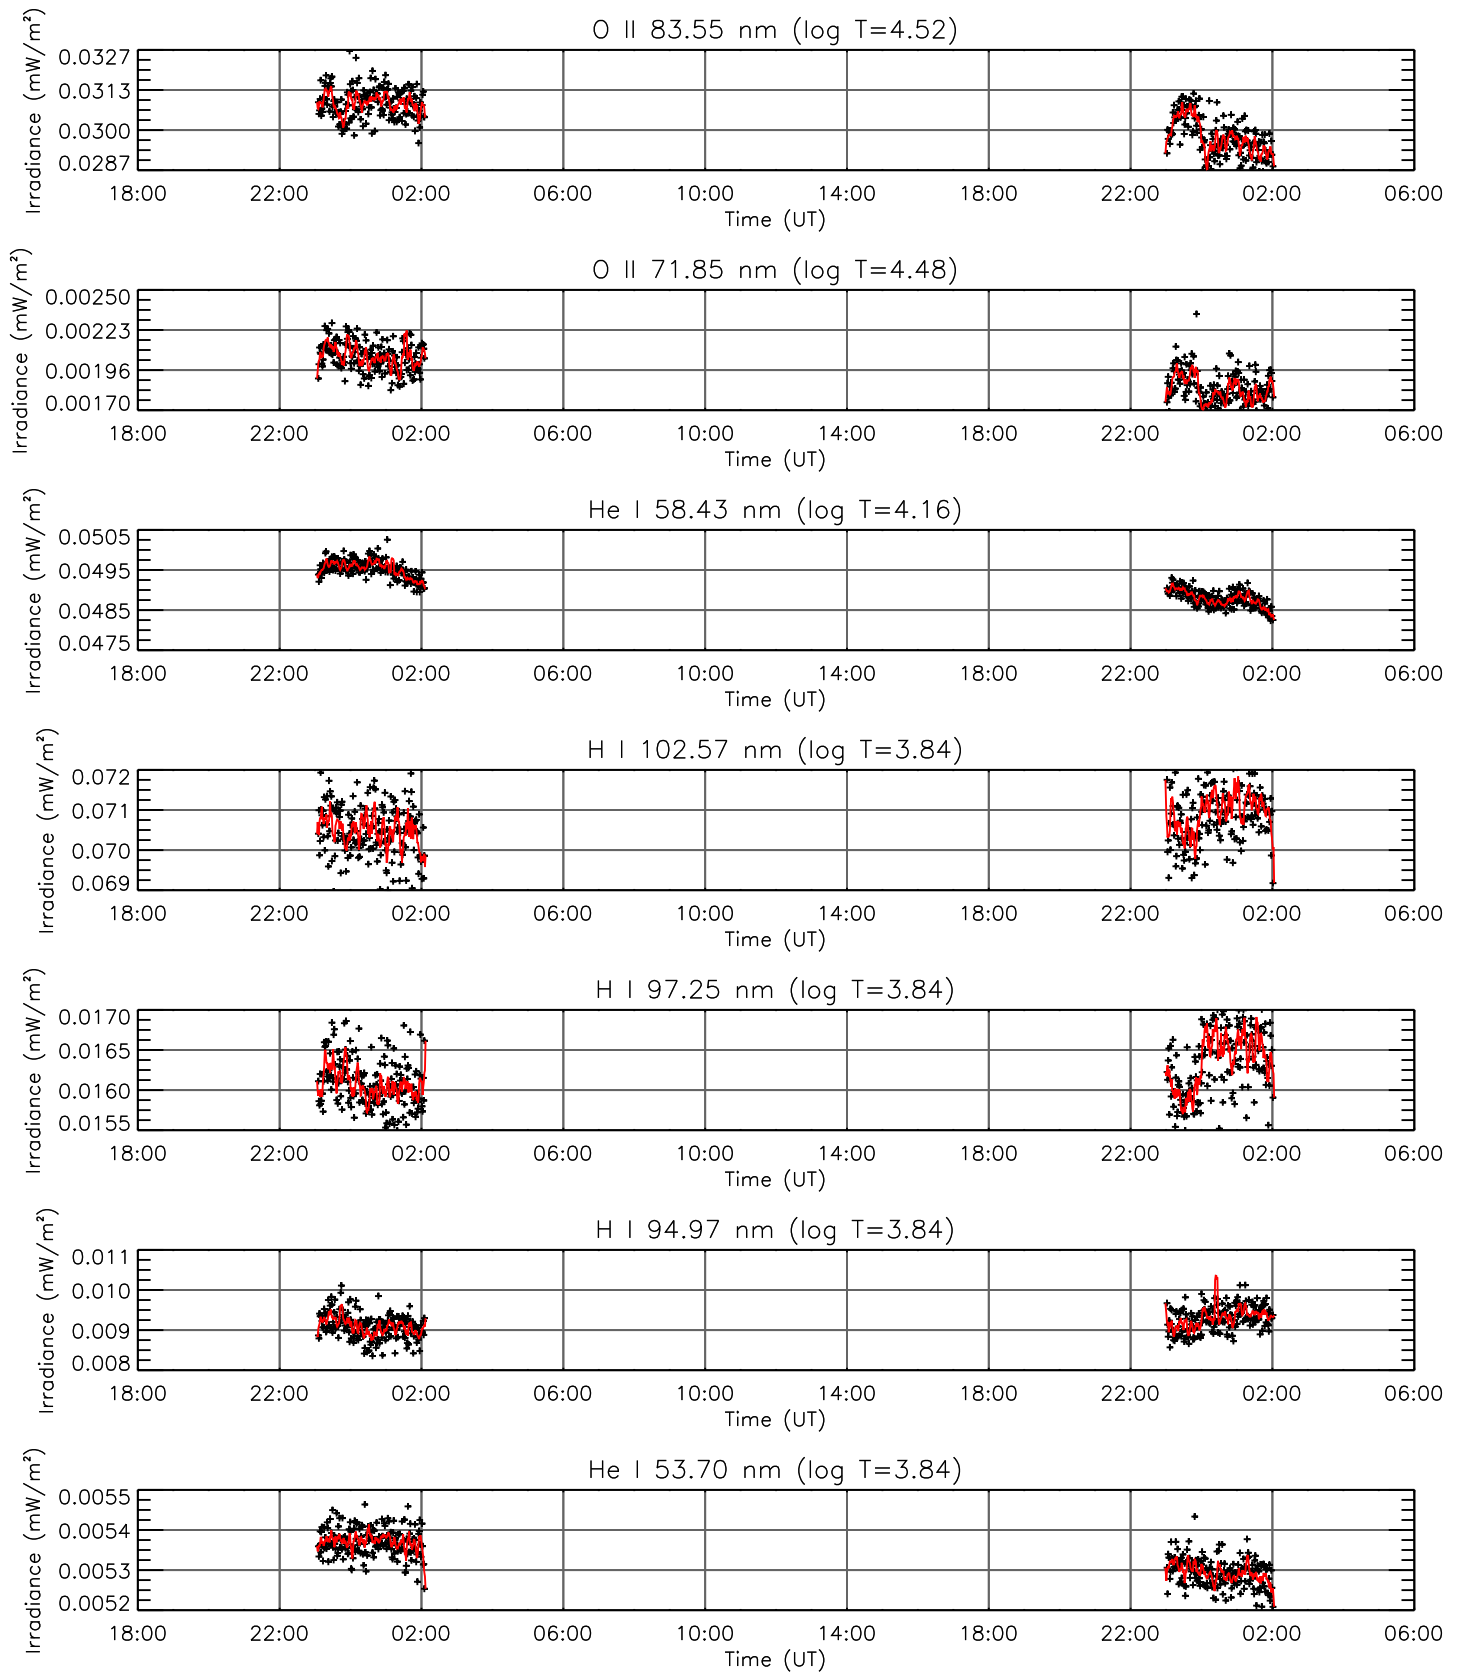 O II 83.55 nm (log T=4.52)
Irradiance (mW/m²)
0.0327
0.0313
0.0300
0.0287
18:00 22:00 02:00 06:00 10:00 14:00 18:00 22:00 02:00 06:00
Time (UT)
O II 71.85 nm (log T=4.48)
Irradiance (mW/m²)
0.00250
0.00223
0.00196
0.00170
18:00 22:00 02:00 06:00 10:00 14:00 18:00 22:00 02:00 06:00
Time (UT)
He I 58.43 nm (log T=4.16)
Irradiance (mW/m²)
0.0505
0.0495
0.0485
0.0475
18:00 22:00 02:00 06:00 10:00 14:00 18:00 22:00 02:00 06:00
Time (UT)
H I 102.57 nm (log T=3.84)
Irradiance (mW/m²)
0.072
0.071
0.070
0.069
18:00 22:00 02:00 06:00 10:00 14:00 18:00 22:00 02:00 06:00
Time (UT)
H I 97.25 nm (log T=3.84)
Irradiance (mW/m²)
0.0170
0.0165
0.0160
0.0155
18:00 22:00 02:00 06:00 10:00 14:00 18:00 22:00 02:00 06:00
Time (UT)
H I 94.97 nm (log T=3.84)
Irradiance (mW/m²)
0.011
0.010
0.009
0.008
18:00 22:00 02:00 06:00 10:00 14:00 18:00 22:00 02:00 06:00
Time (UT)
He I 53.70 nm (log T=3.84)
Irradiance (mW/m²)
0.0055
0.0054
0.0053
0.0052
18:00 22:00 02:00 06:00 10:00 14:00 18:00 22:00 02:00 06:00
Time (UT)